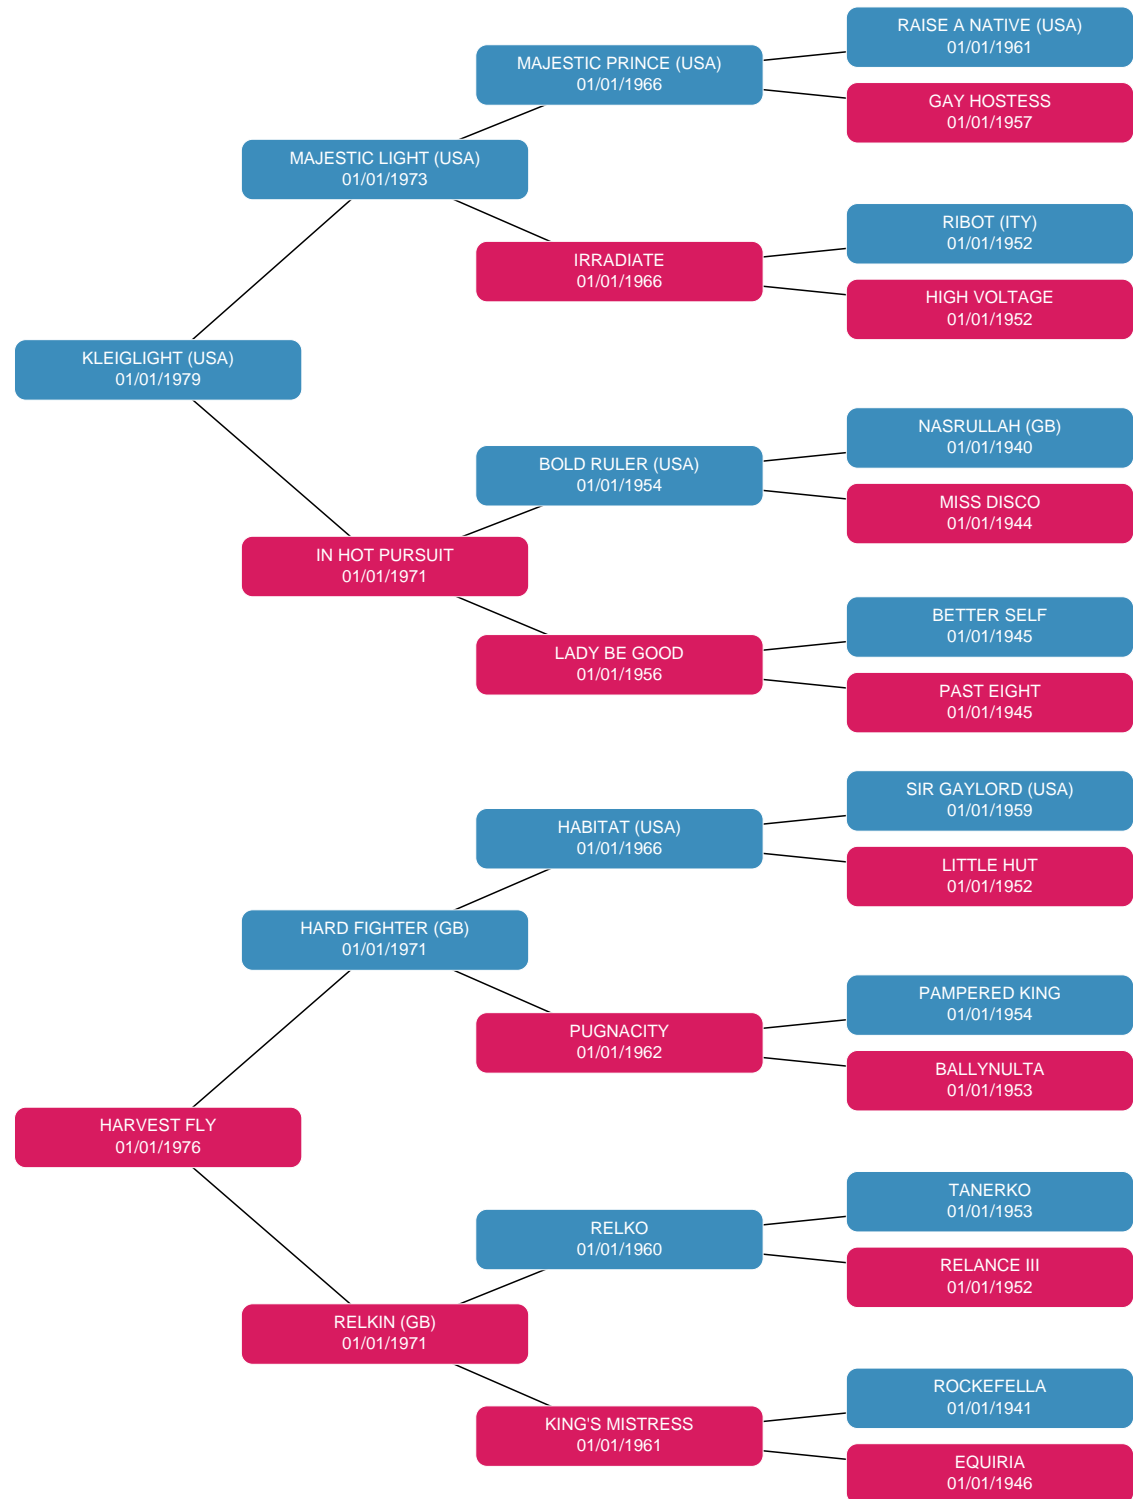 RAISE A NATIVE (USA)
01/01/1961
MAJESTIC PRINCE (USA)
01/01/1966
GAY HOSTESS
01/01/1957
MAJESTIC LIGHT (USA)
01/01/1973
RIBOT (ITY)
01/01/1952
IRRADIATE
01/01/1966
HIGH VOLTAGE
01/01/1952
KLEIGLIGHT (USA)
01/01/1979
NASRULLAH (GB)
01/01/1940
BOLD RULER (USA)
01/01/1954
MISS DISCO
01/01/1944
IN HOT PURSUIT
01/01/1971
BETTER SELF
01/01/1945
LADY BE GOOD
01/01/1956
PAST EIGHT
01/01/1945
SIR GAYLORD (USA)
01/01/1959
HABITAT (USA)
01/01/1966
LITTLE HUT
01/01/1952
HARD FIGHTER (GB)
01/01/1971
PAMPERED KING
01/01/1954
PUGNACITY
01/01/1962
BALLYNULTA
01/01/1953
HARVEST FLY
01/01/1976
TANERKO
01/01/1953
RELKO
01/01/1960
RELANCE III
01/01/1952
RELKIN (GB)
01/01/1971
ROCKEFELLA
01/01/1941
KING'S MISTRESS
01/01/1961
EQUIRIA
01/01/1946